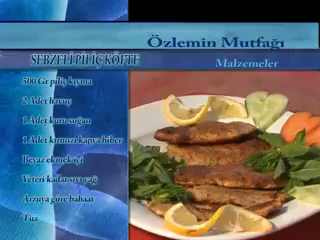 Özlemin Mutfağı
SEBZELİ PİLİÇ KÖFTE
Malzemeler
500 Gr piliç kıyma
2 Adet havuç
1 Adet kuru soğan
1 Adet kırmızı kapya biber
Beyaz ekmek içi
Yeteri kadar sıvıyağ
Arzuya göre bahaat
Tuz